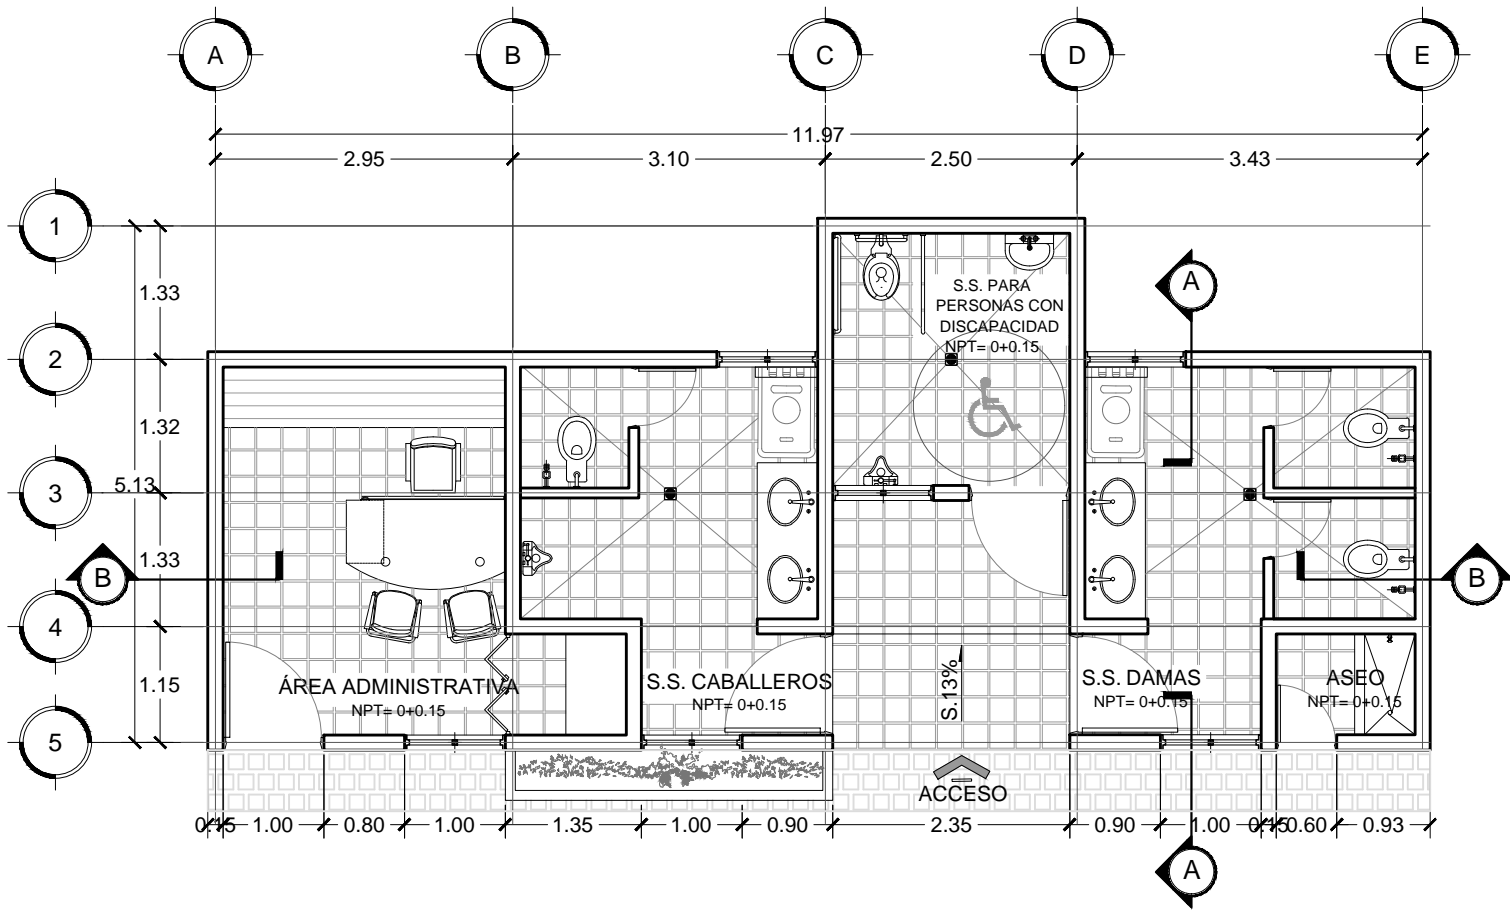 A
B
C
D
E
11.97
2.95
3.10
2.50
3.43
1
1.33
A
S.S. PARA
PERSONAS CON
DISCAPACIDAD
NPT= 0+0.15
2
1.32
3
5.13
1.33
B
B
4
1.15
ÁREA ADMINISTRATIVA
NPT= 0+0.15
S.S. CABALLEROS
NPT= 0+0.15
S.13%
S.S. DAMAS
NPT= 0+0.15
ASEO
NPT= 0+0.15
5
ACCESO
0.15
1.00
0.80
1.00
1.35
1.00
0.90
2.35
0.90
1.00
0.15
0.60
0.93
A